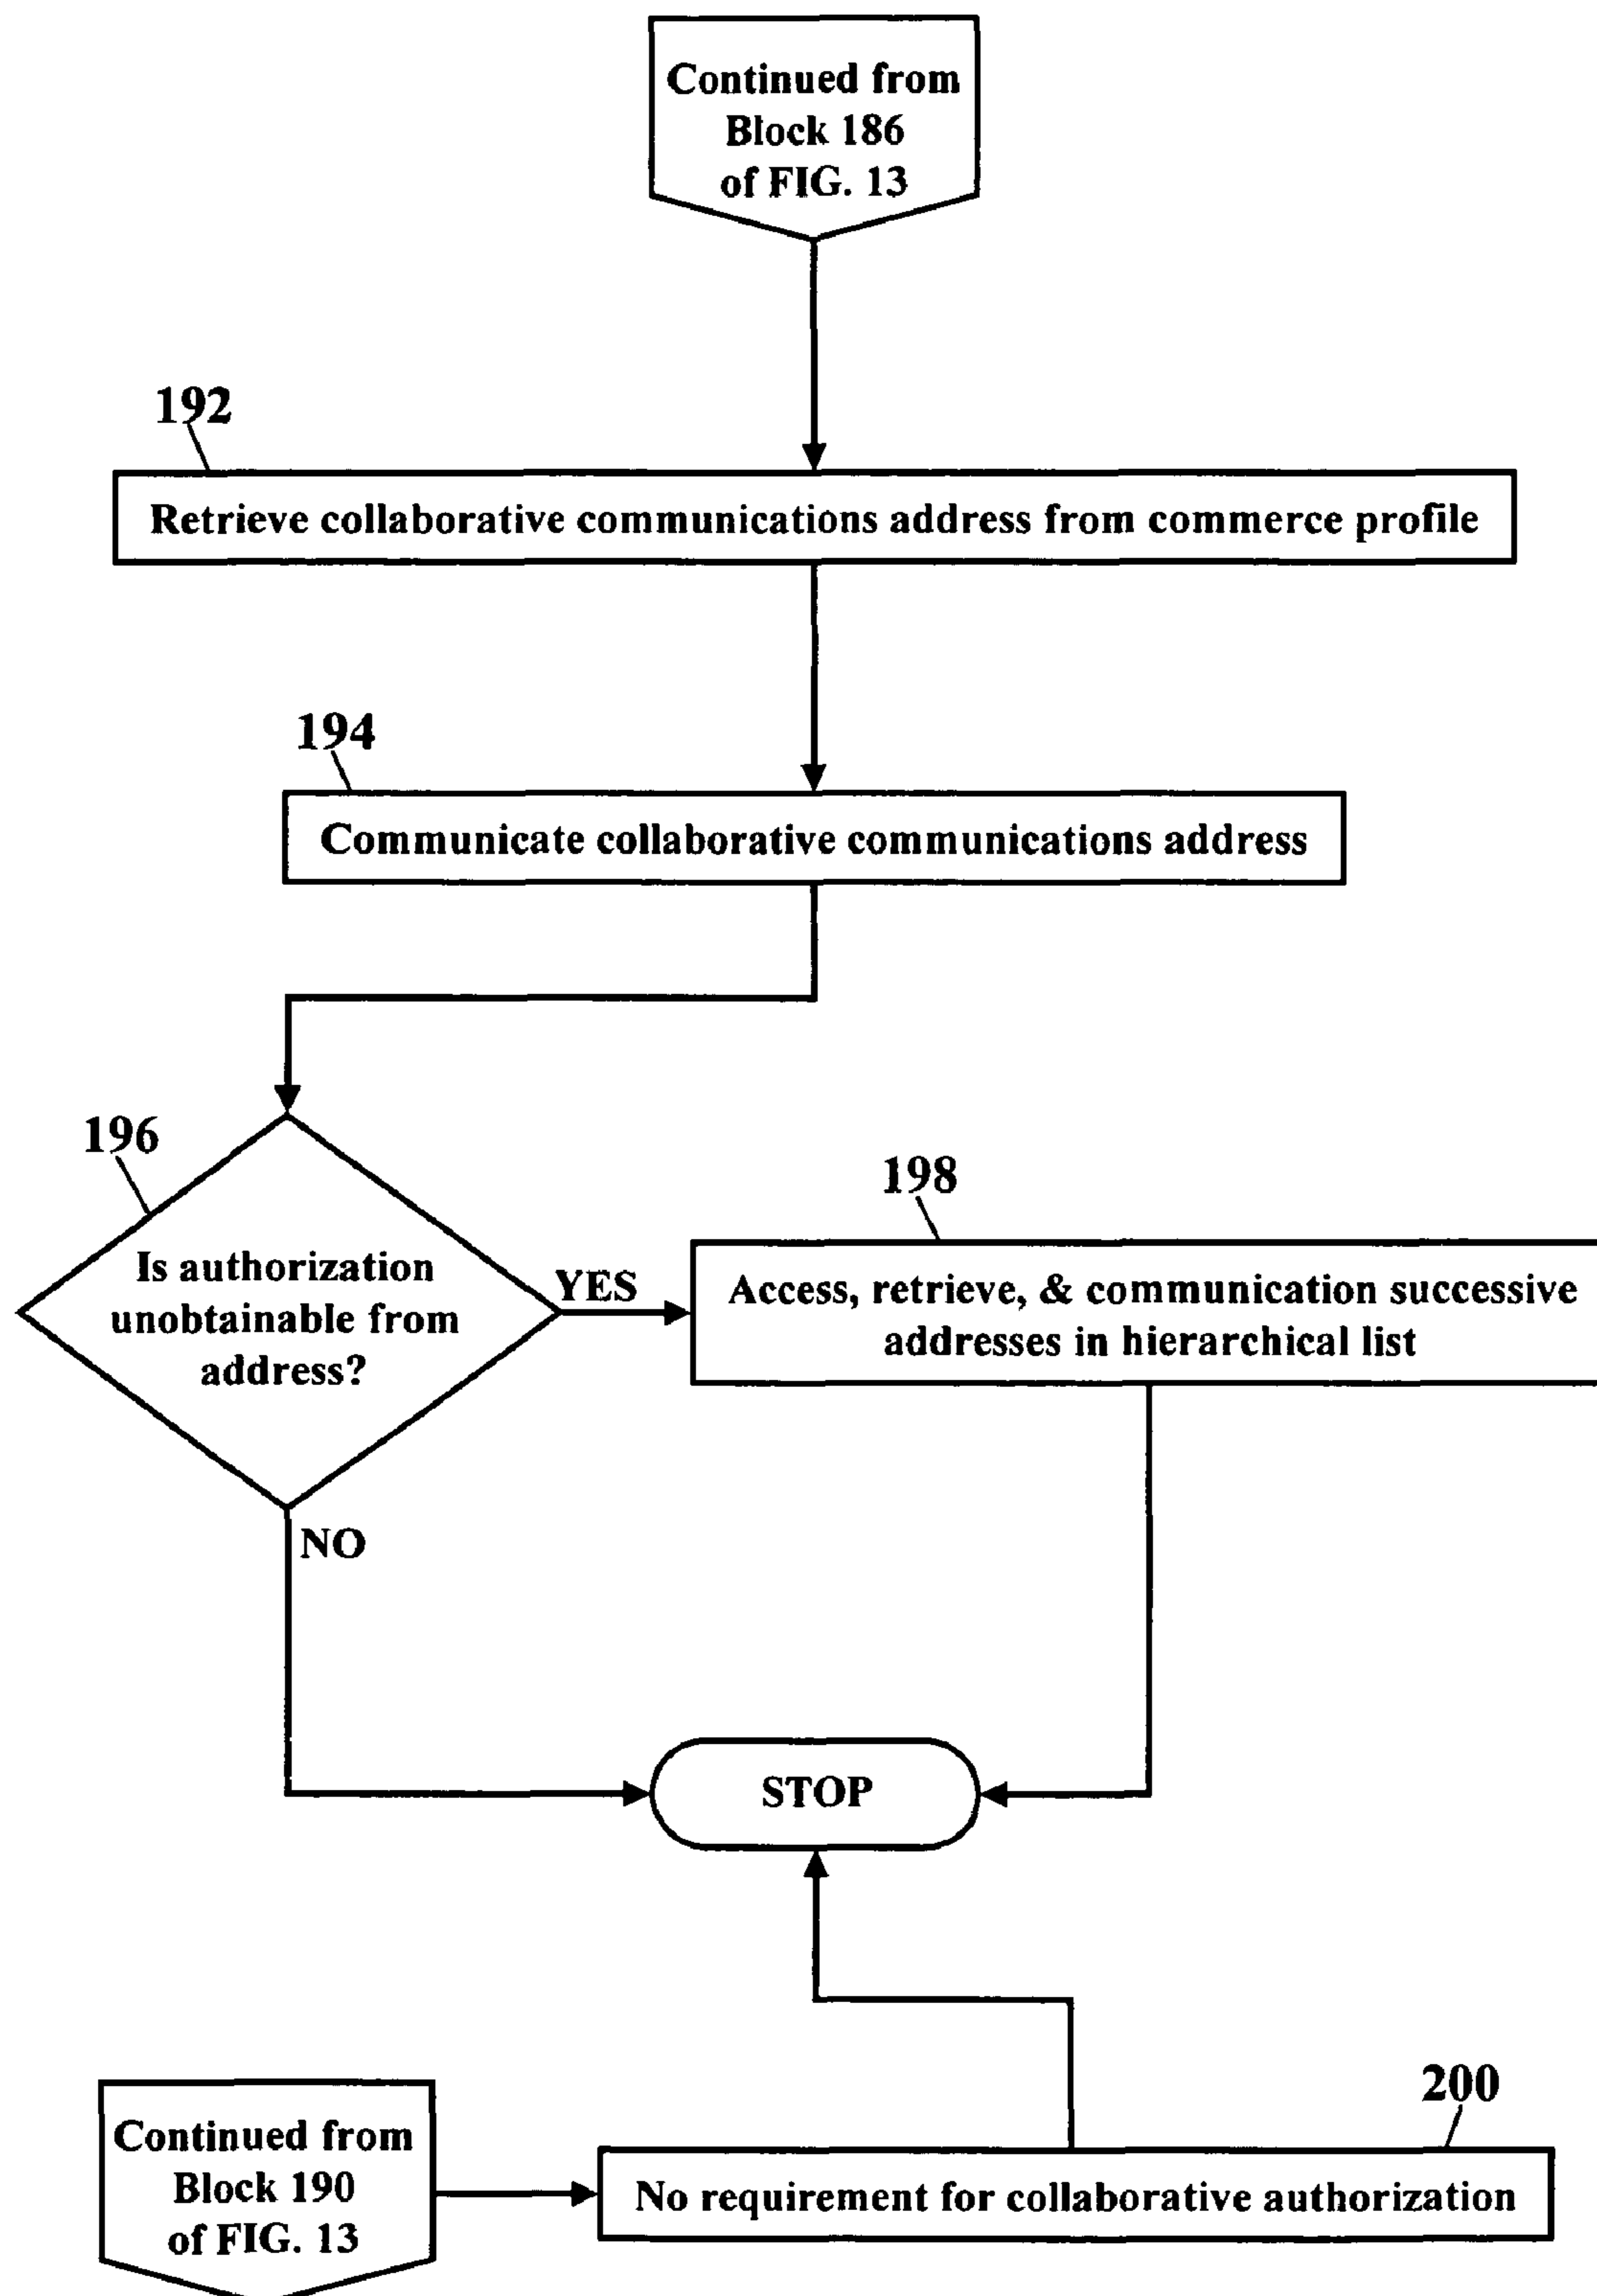 Continued from
Block 186
of FIG. 13
192
Retrieve collaborative communications address from commerce profile
194
Communicate collaborative communications address
196
Is authorization
unobtainable from
address?
YES
198
Access, retrieve, & communication successive
addresses in hierarchical list
NO
STOP
Continued from
Block 190
of FIG. 13
200
No requirement for collaborative authorization